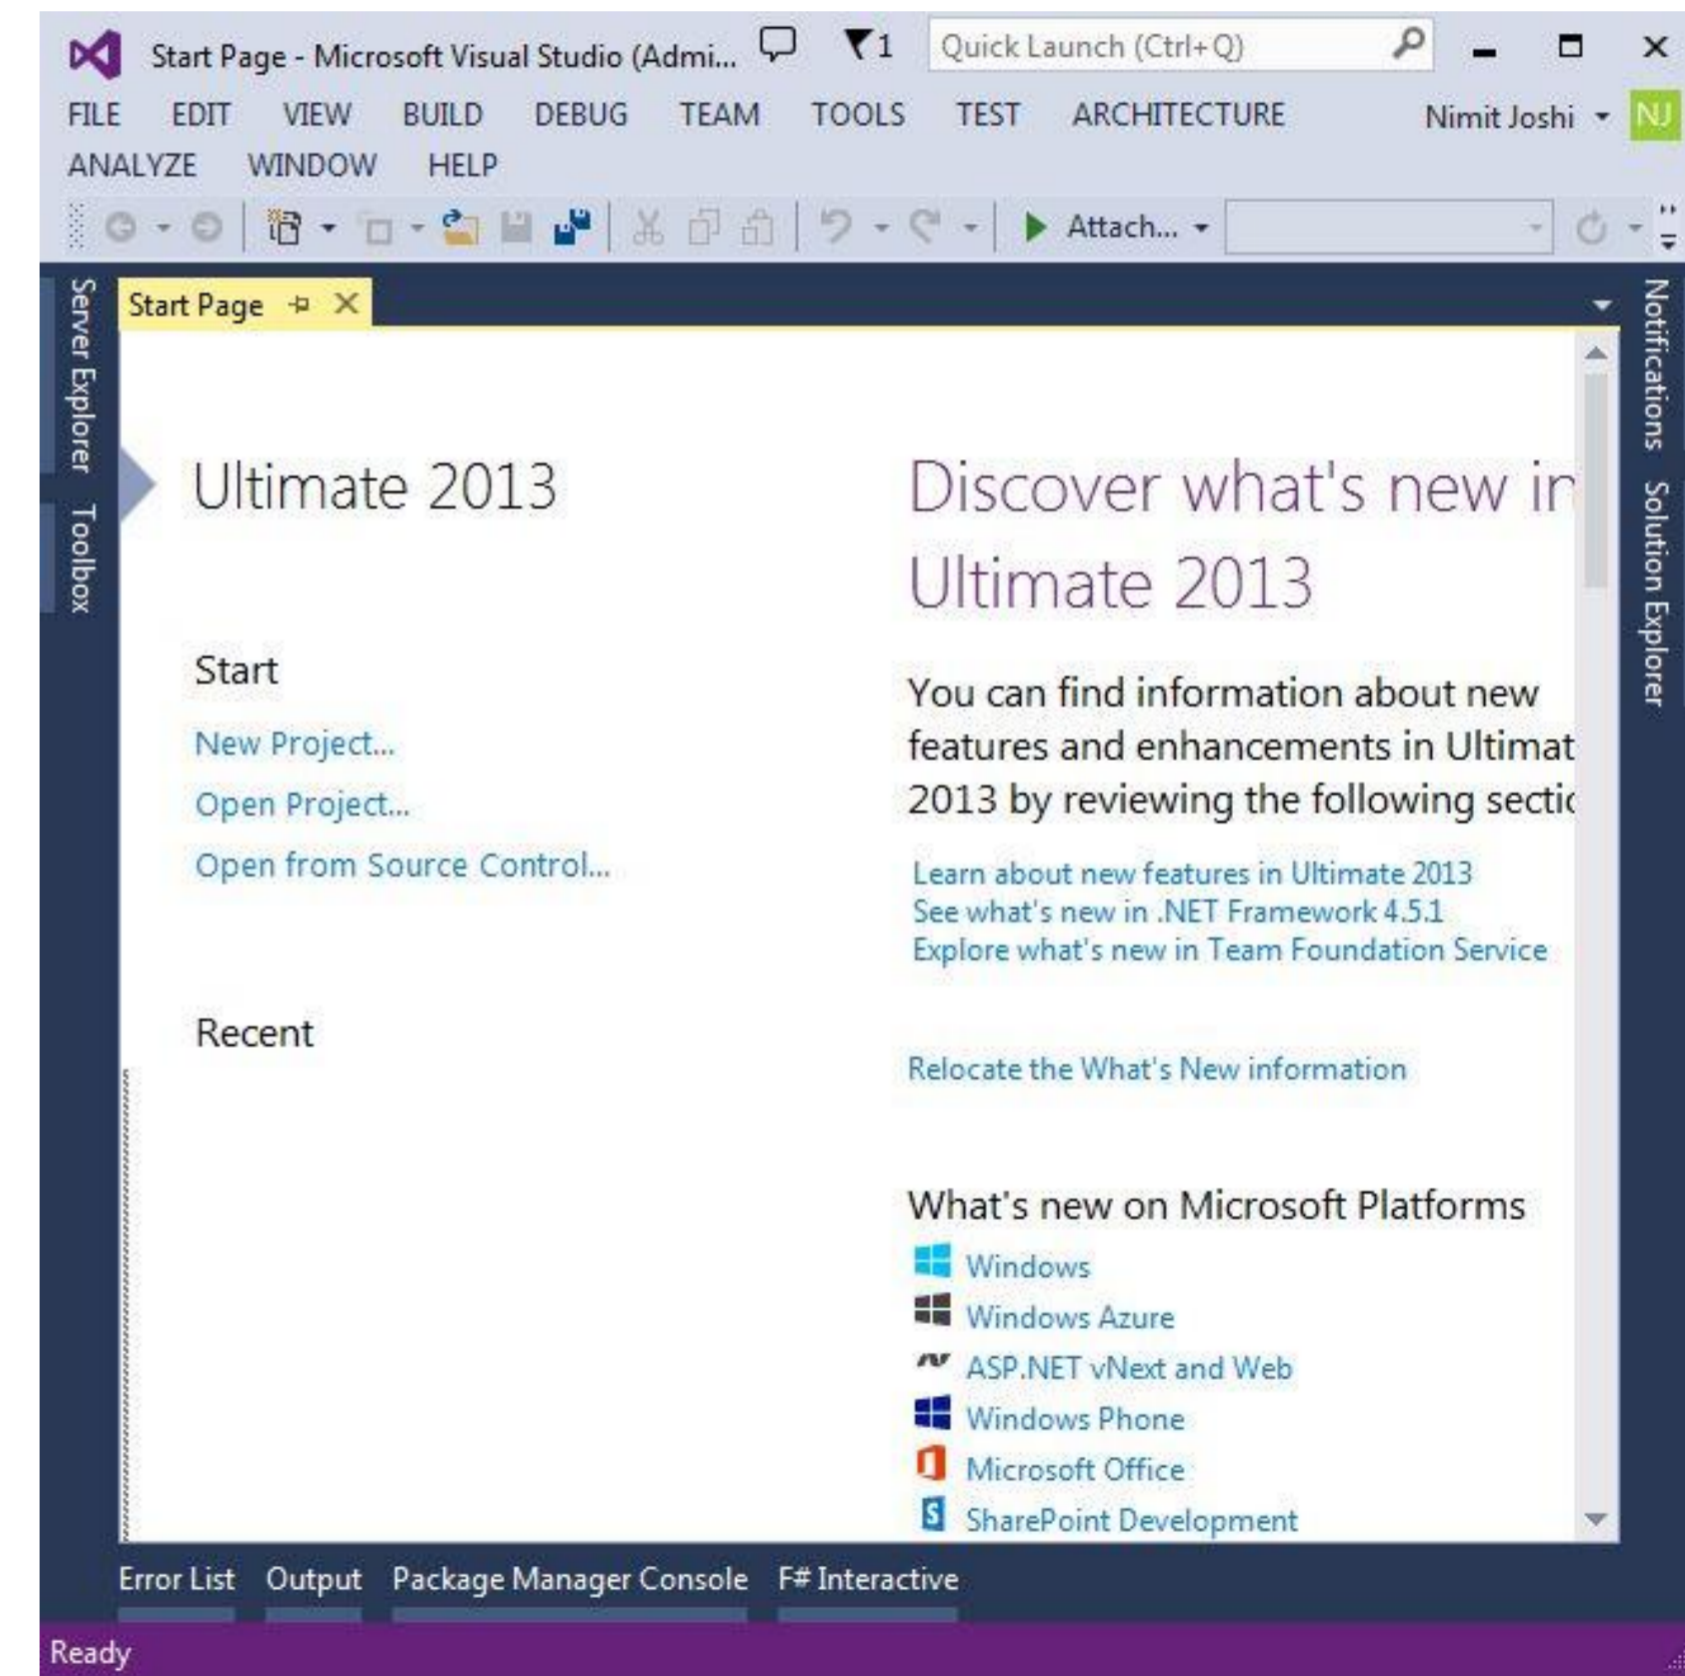 Start Page - Microsoft Visual Studio (Admi...
1
Quick Launch (Ctrl+Q)
FILE EDIT VIEW BUILD DEBUG TEAM TOOLS TEST ARCHITECTURE
Nimit Joshi NJ
ANALYZE WINDOW HELP
Attach...
Server Explorer
Toolbox
Start Page
Ultimate 2013
Start
New Project...
Open Project...
Open from Source Control...
Recent
Discover what's new in
Ultimate 2013
You can find information about new
features and enhancements in Ultimat
2013 by reviewing the following sectio
Learn about new features in Ultimate 2013
See what's new in .NET Framework 4.5.1
Explore what's new in Team Foundation Service
Relocate the What's New information
What's new on Microsoft Platforms
Windows
Windows Azure
ASP.NET vNext and Web
Windows Phone
Microsoft Office
SharePoint Development
Notifications
Solution Explorer
Error List Output Package Manager Console F# Interactive
Ready